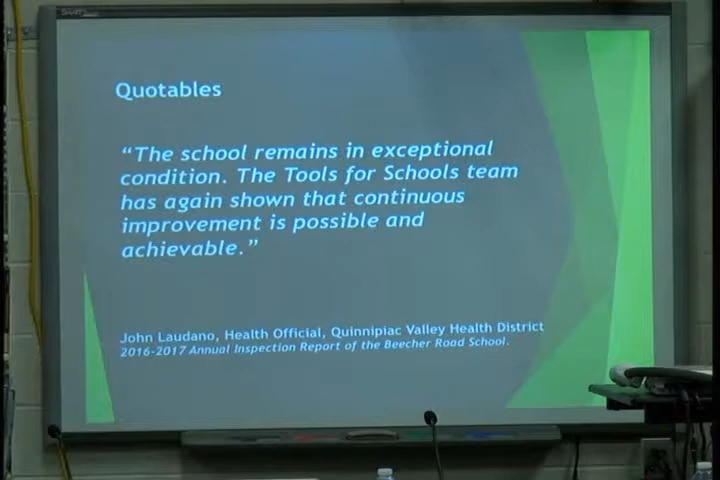 Quotables
“The school remains in exceptional
condition. The Tools for Schools team
has again shown that continuous
improvement is possible and
achievable.”
John Laudano, Health Official, Quinnipiac Valley Health District
2016-2017 Annual Inspection Report of the Beecher Road School.